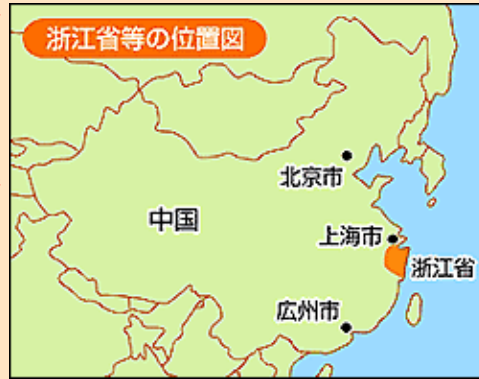 浙江省等の位置図
北京市
中国
上海市
浙江省
広州市